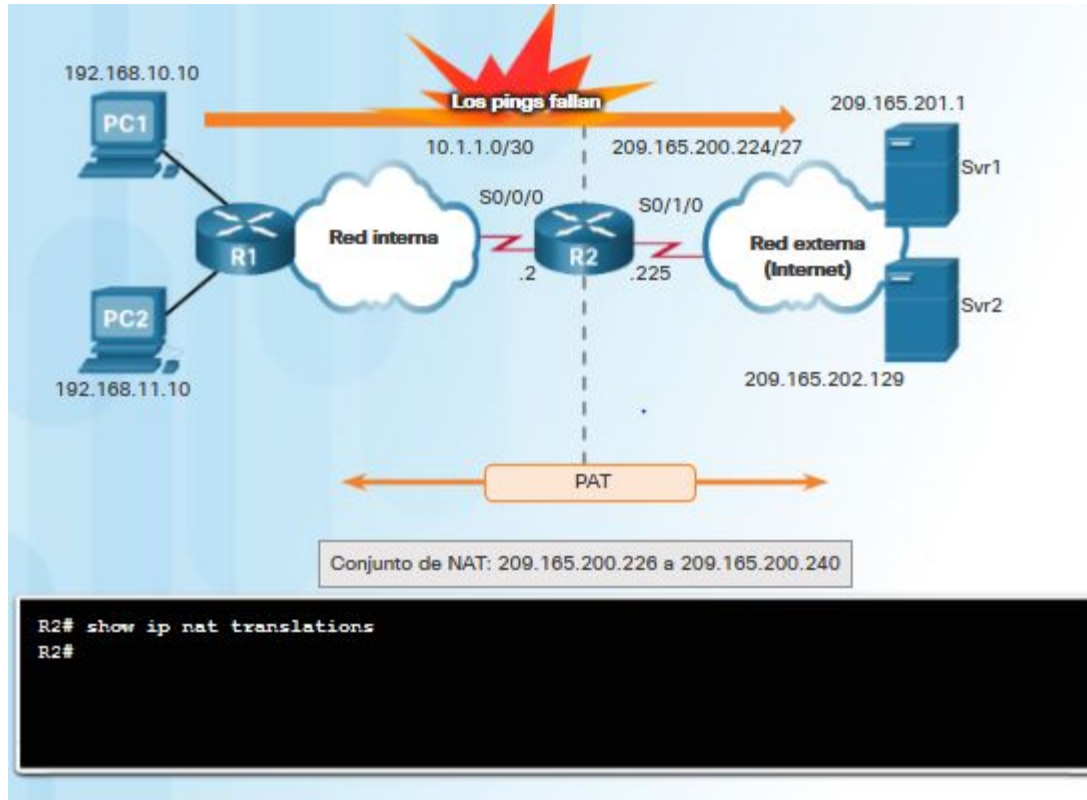 192.168.10.10
Los pings fallan
209.165.201.1
PC1
10.1.1.0/30
209.165.200.224/27
Svr1
S0/0/0
S0/1/0
Red interna
Red externa
(Internet)
R1
R2
.2
.225
Svr2
PC2
192.168.11.10
209.165.202.129
PAT
Conjunto de NAT: 209.165.200.226 a 209.165.200.240
R2# show ip nat translations
R2#